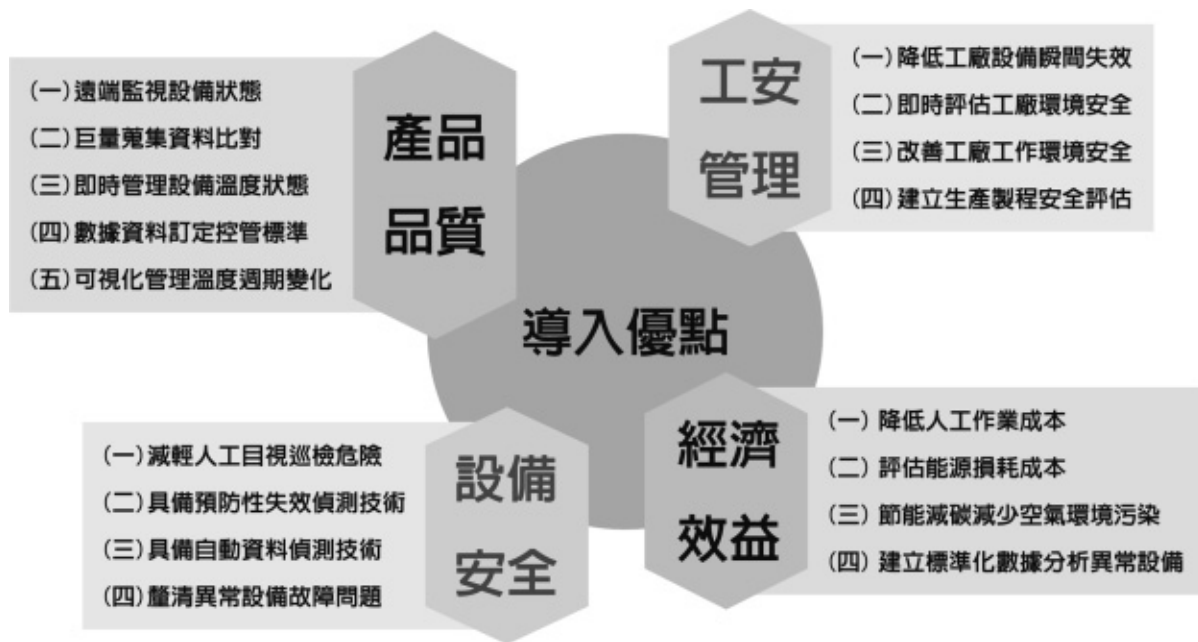 產品
品質
(一)遠端監視設備狀態
(二)巨量蒐集資料比對
(三)即時管理設備溫度狀態
(四)數據資料訂定控管標準
(五)可視化管理溫度週期變化
工安
管理
(一)降低工廠設備瞬間失效
(二)即時評估工廠環境安全
(三)改善工廠工作環境安全
(四)建立生產製程安全評估
導入優點
設備
安全
(一)減輕人工目視巡檢危險
(二)具備預防性失效偵測技術
(三)具備自動資料偵測技術
(四)釐清異常設備故障問題
經濟
效益
(一) 降低人工作業成本
(二) 評估能源損耗成本
(三) 節能減碳減少空氣環境污染
(四) 建立標準化數據分析異常設備